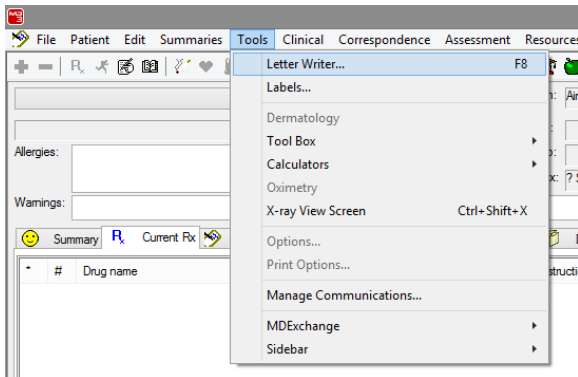 File Patient Edit Summaries Tools Clinical Correspondence Assessment Resources
Letter Writer... F8
Labels...
Dermatology
Tool Box
Calculators
Oximetry
X-ray View Screen Ctrl+Shift+X
Options...
Print Options...
Manage Communications...
MDExchange
Sidebar
Allergies:
Warnings:
Summary Rx Current Rx
* # Drug name